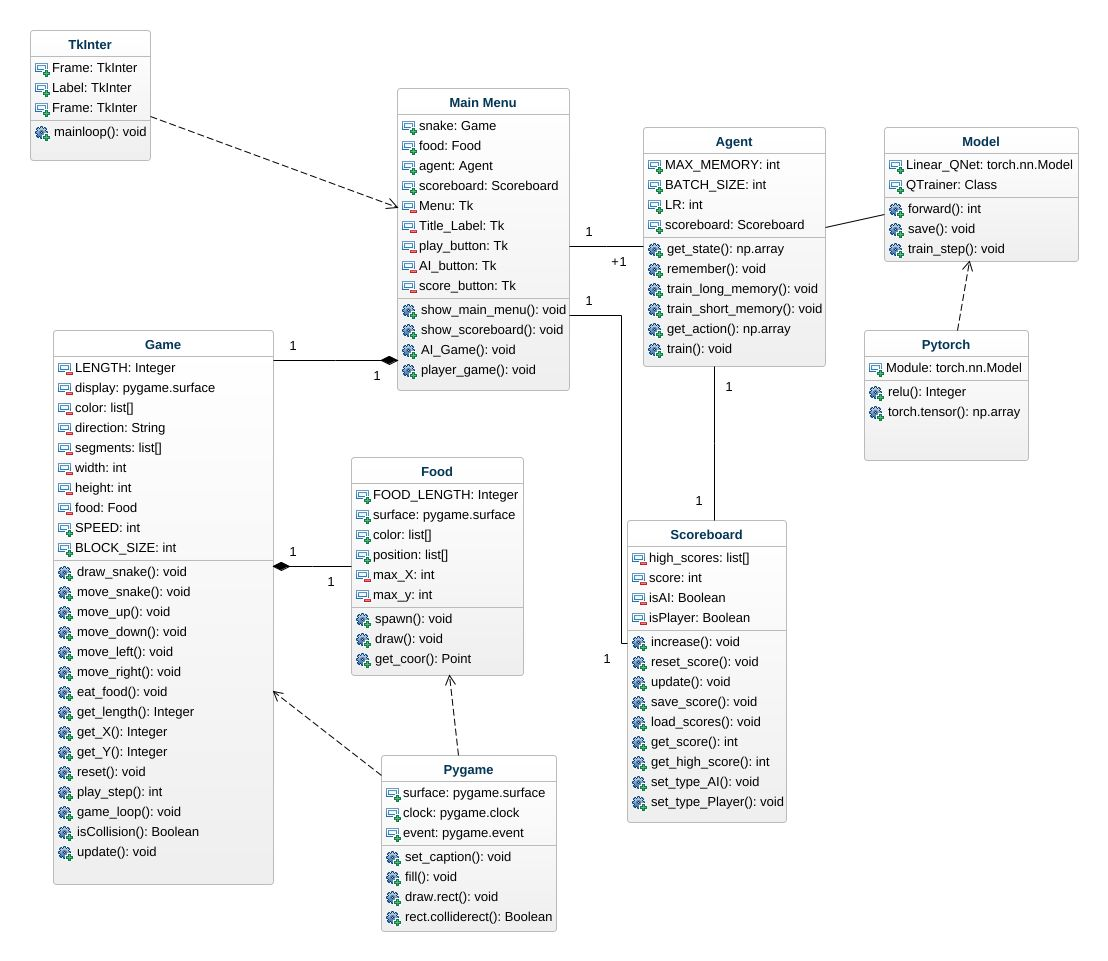 TkInter
Frame: TkInter
Label: TkInter
Frame: TkInter
mainloop(): void
Main Menu
snake: Game
food: Food
agent: Agent
scoreboard: Scoreboard
Menu: Tk
Title_Label: Tk
play_button: Tk
AI_button: Tk
score_button: Tk
show_main_menu(): void
show_scoreboard(): void
AI_Game(): void
player_game(): void
1
+1
1
1
Agent
MAX_MEMORY: int
BATCH_SIZE: int
LR: int
scoreboard: Scoreboard
get_state(): np.array
remember(): void
train_long_memory(): void
train_short_memory(): void
get_action(): np.array
train(): void
1
1
Model
Linear_QNet: torch.nn.Model
QTrainer: Class
forward(): int
save(): void
train_step(): void
Pytorch
Module: torch.nn.Model
relu(): Integer
torch.tensor(): np.array
Game
LENGTH: Integer
display: pygame.surface
color: list[]
direction: String
segments: list[]
width: int
height: int
food: Food
SPEED: int
BLOCK_SIZE: int
draw_snake(): void
move_snake(): void
move_up(): void
move_down(): void
move_left(): void
move_right(): void
eat_food(): void
get_length(): Integer
get_X(): Integer
get_Y(): Integer
reset(): void
play_step(): int
game_loop(): void
isCollision(): Boolean
update(): void
1
1
1
1
Food
FOOD_LENGTH: Integer
surface: pygame.surface
color: list[]
position: list[]
max_X: int
max_y: int
spawn(): void
draw(): void
get_coor(): Point
Pygame
surface: pygame.surface
clock: pygame.clock
event: pygame.event
set_caption(): void
fill(): void
draw.rect(): void
rect.colliderect(): Boolean
Scoreboard
high_scores: list[]
score: int
isAI: Boolean
isPlayer: Boolean
increase(): void
reset_score(): void
update(): void
save_score(): void
load_scores(): void
get_score(): int
get_high_score(): int
set_type_AI(): void
set_type_Player(): void